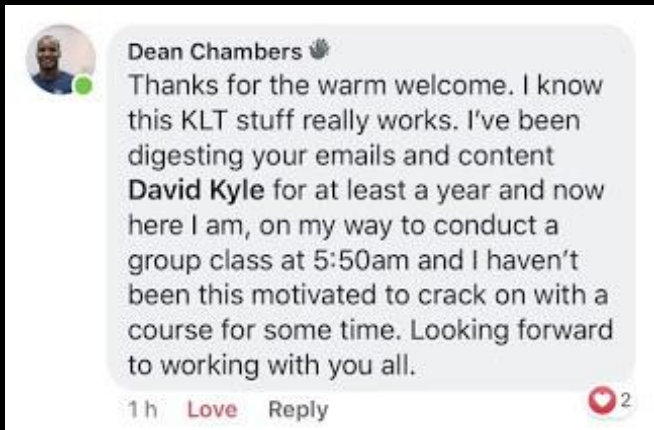 Dean Chambers 👋
Thanks for the warm welcome. I know
this KLT stuff really works. I've been
digesting your emails and content
David Kyle for at least a year and now
here I am, on my way to conduct a
group class at 5:50am and I haven't
been this motivated to crack on with a
course for some time. Looking forward
to working with you all.
1 h Love Reply 2